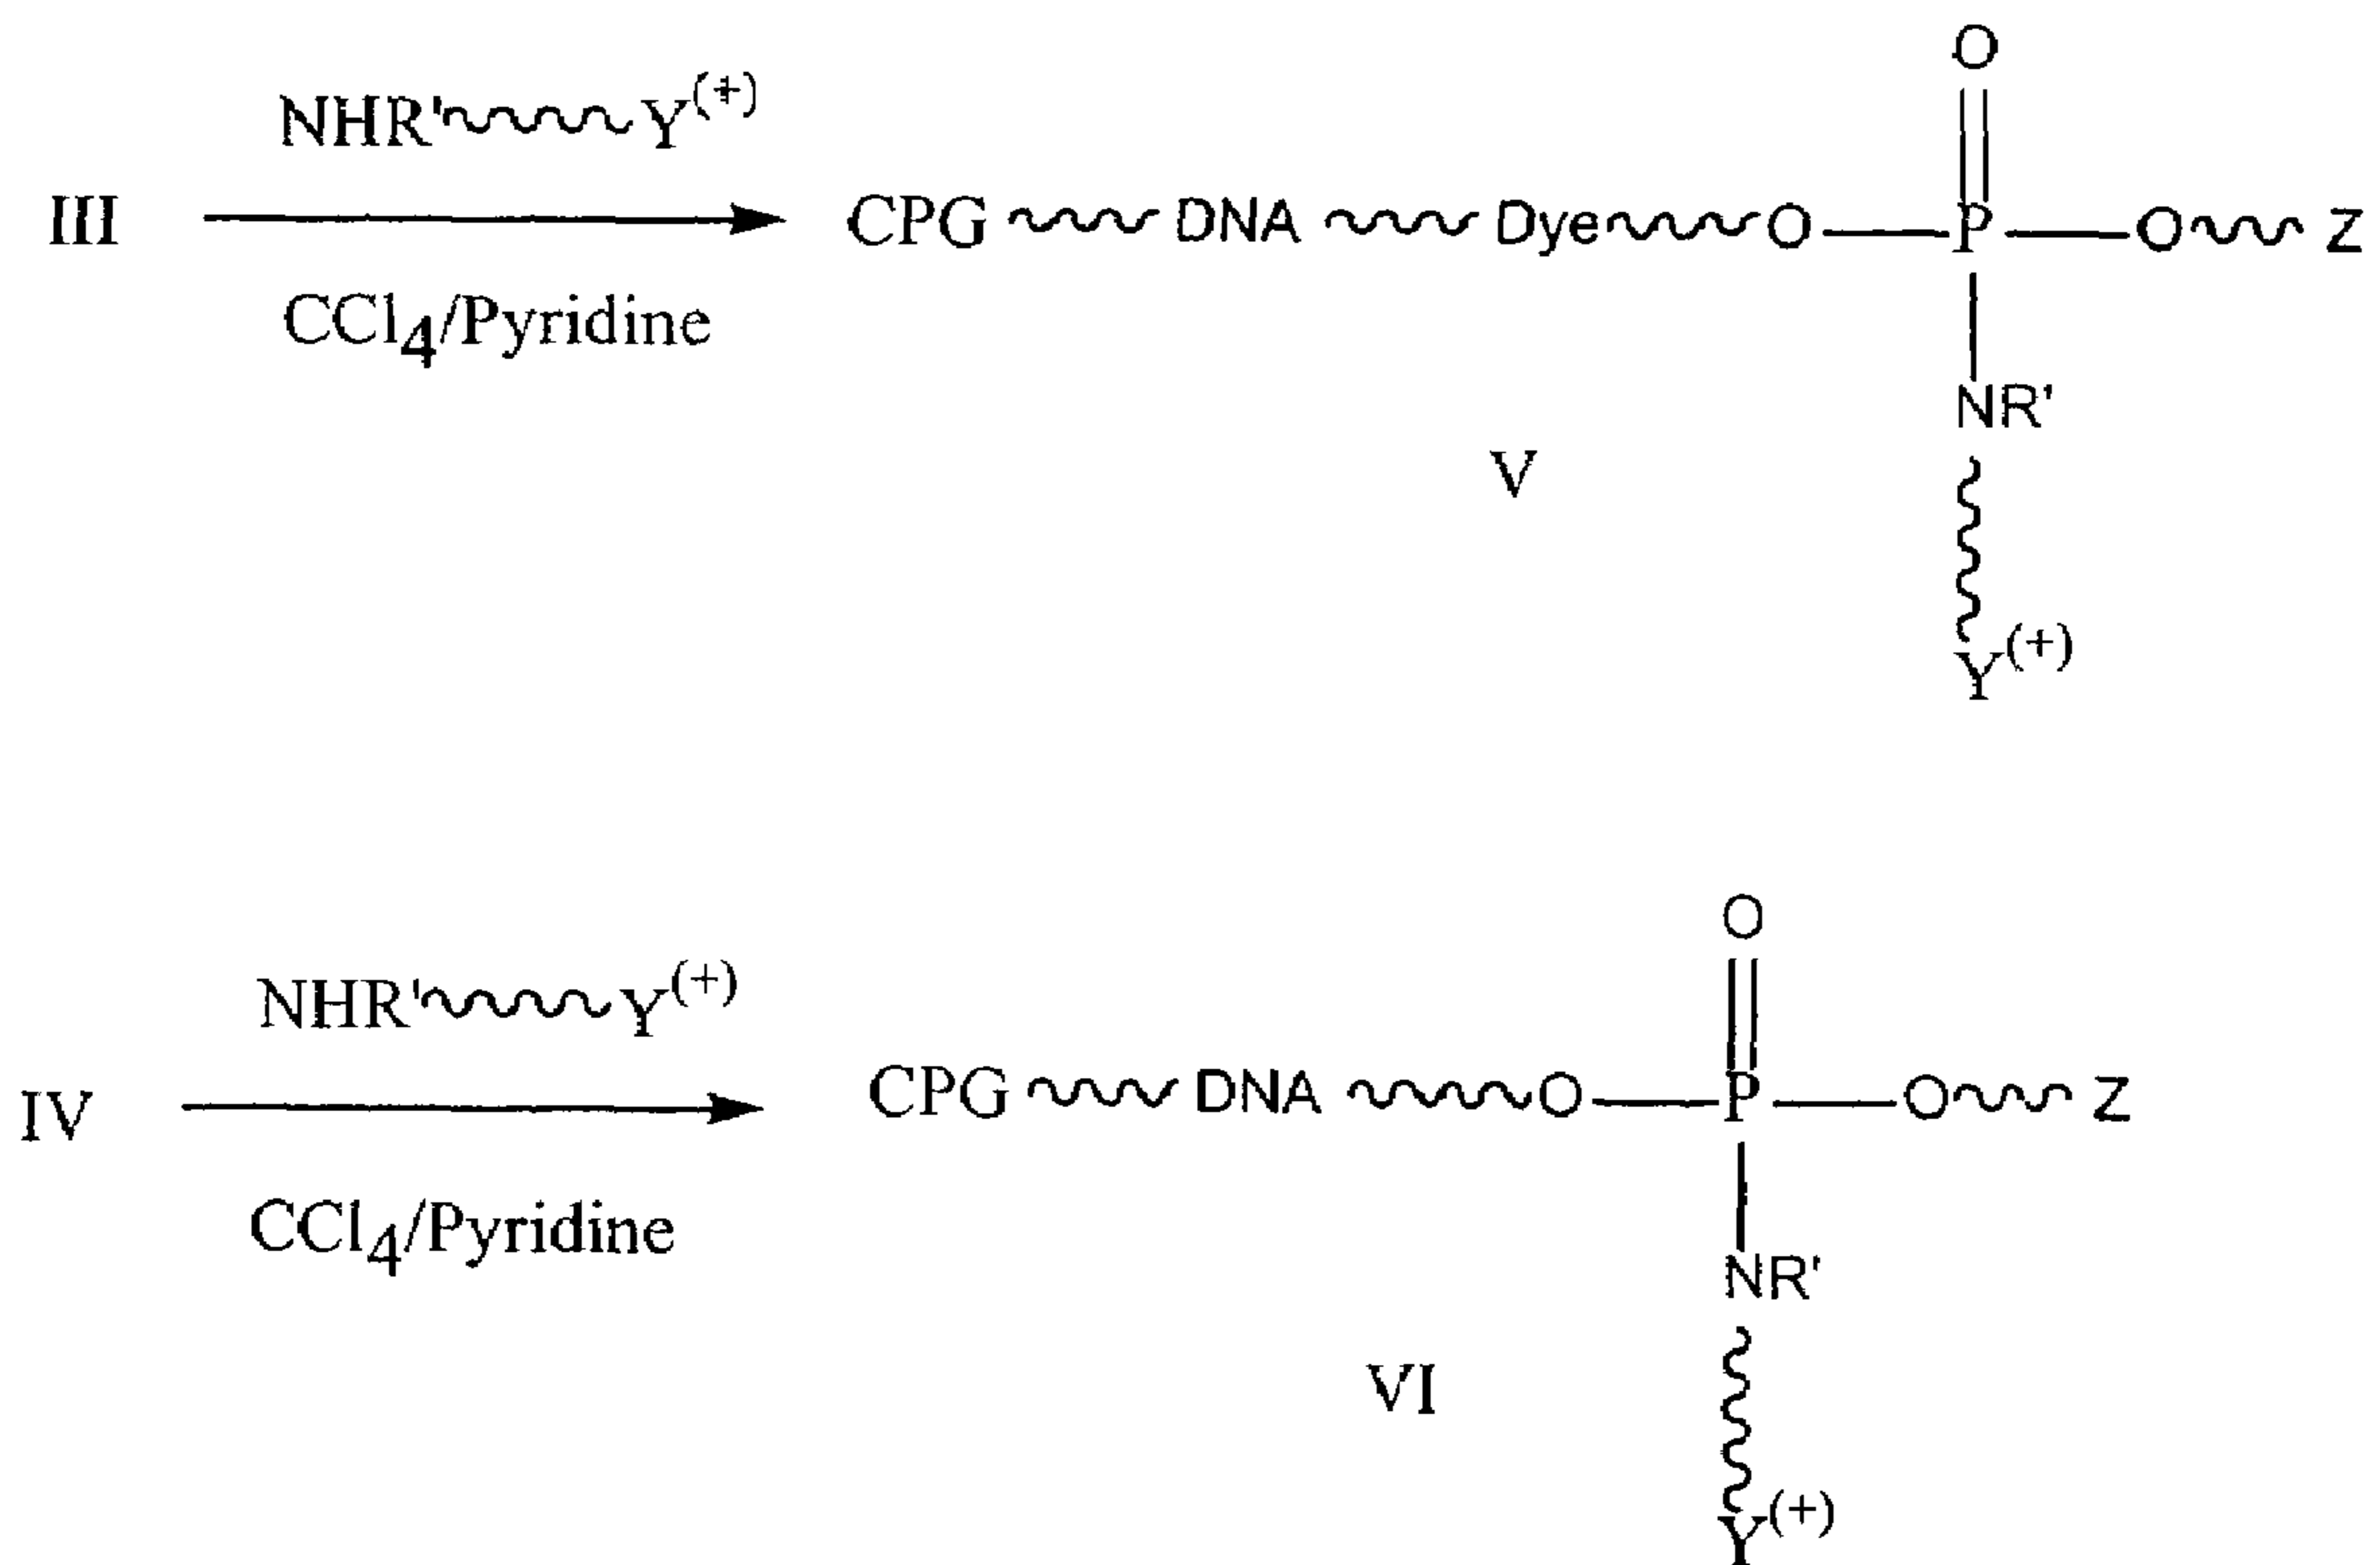 O
NHR' Y(+)
III CPG DNA Dye O P O Z
CCl4/Pyridine
NR'
V
Y(+)
O
NHR' Y(+)
IV CPG DNA O P O Z
CCl4/Pyridine
NR'
VI
Y(+)